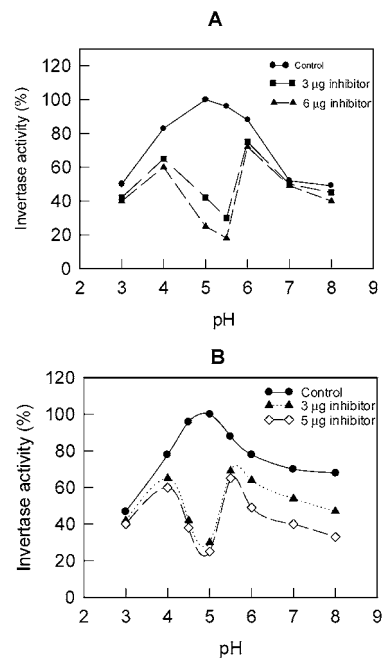 A
Invertase activity (%)
120
100
80
60
40
20
0
Control
3 µg inhibitor
6 µg inhibitor
2 3 4 5 6 7 8 9
pH
B
Invertase activity (%)
120
100
80
60
40
20
0
Control
3 µg inhibitor
5 µg inhibitor
2 3 4 5 6 7 8 9
pH